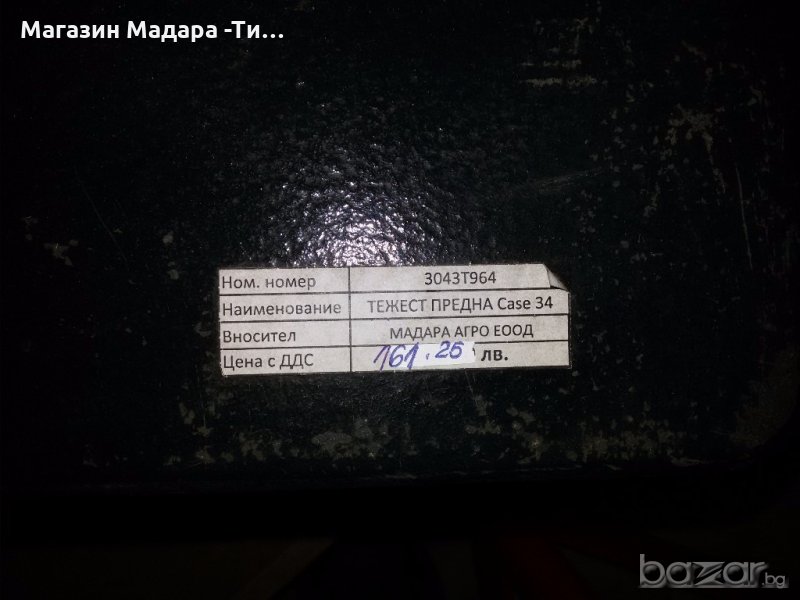 Магазин Мадара -Ти...
Ном. номер 3043T964
Наименование ТЕЖЕСТ ПРЕДНА Case 34
Вносител МАДАРА АГРО ЕООД
Цена с ДДС 161.25 лв.
bazar.bg